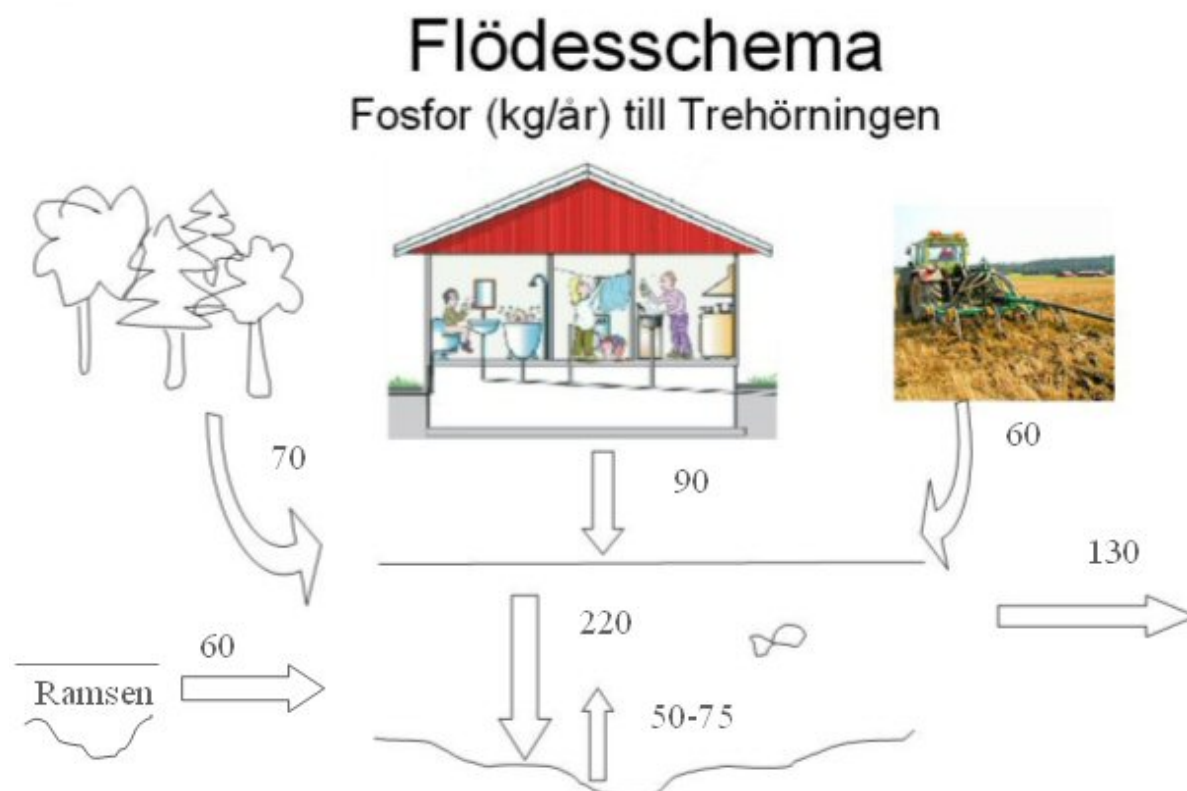 Flödesschema
Fosfor (kg/år) till Trehörningen
70
90
60
130
220
60
Ramsen
50-75